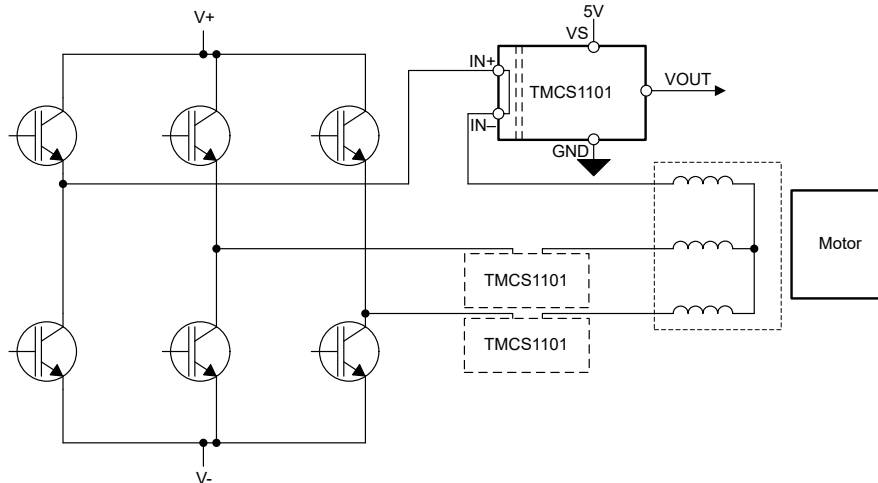 V+
5V
VS
IN+
TMCS1101
VOUT
IN–
GND
Motor
TMCS1101
TMCS1101
V-